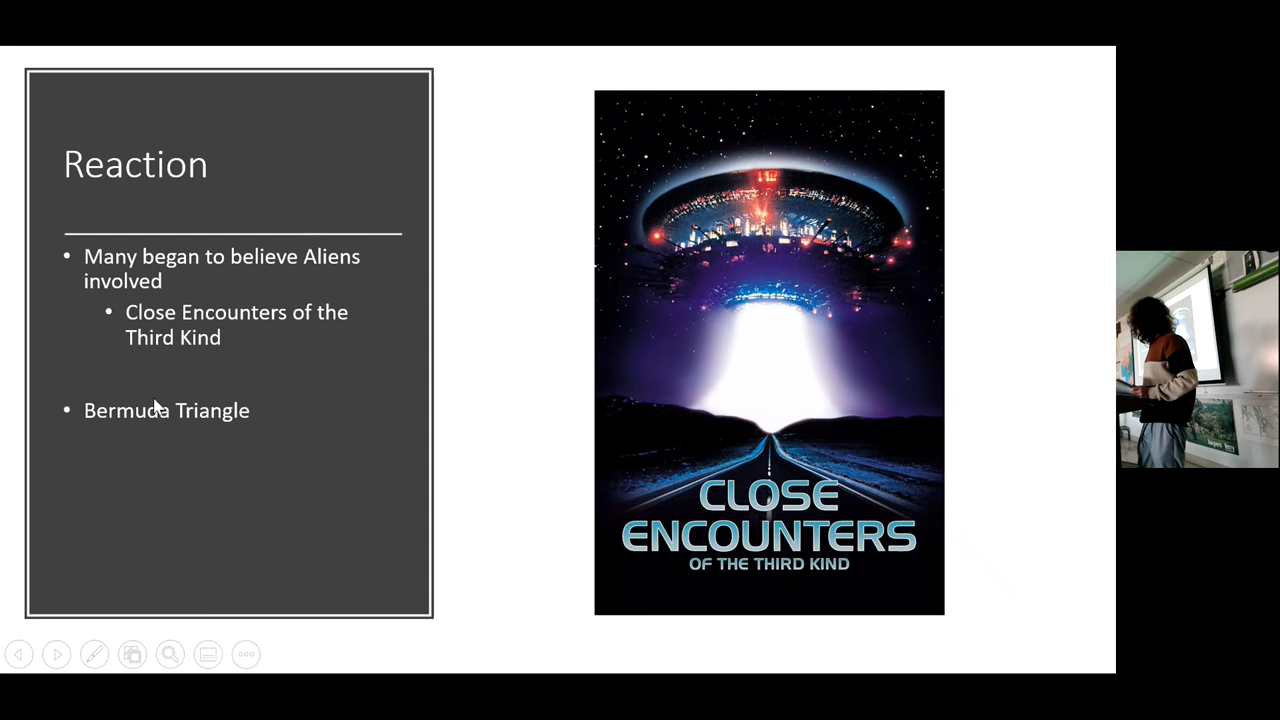 Reaction
• Many began to believe Aliens
involved
• Close Encounters of the
Third Kind
• Bermuda Triangle
CLOSE
ENCOUNTERS
OF THE THIRD KIND